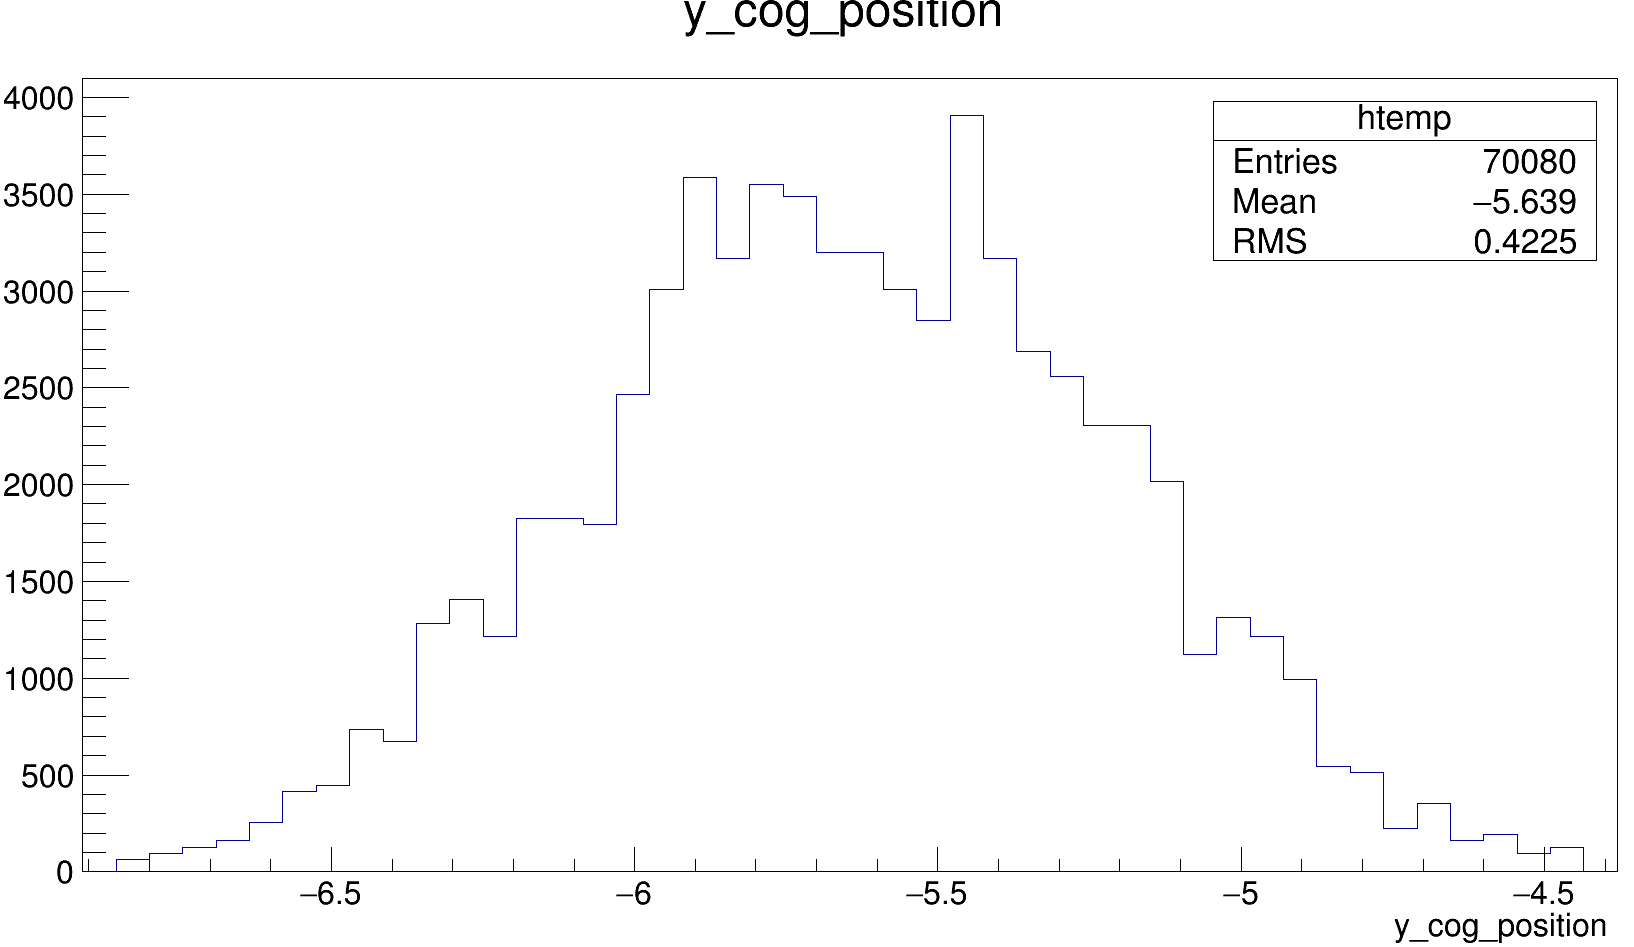 y_cog_position
htemp
Entries 70080
Mean −5.639
RMS 0.4225
4000
3500
3000
2500
2000
1500
1000
500
0
−6.5 −6 −5.5 −5 −4.5
y_cog_position